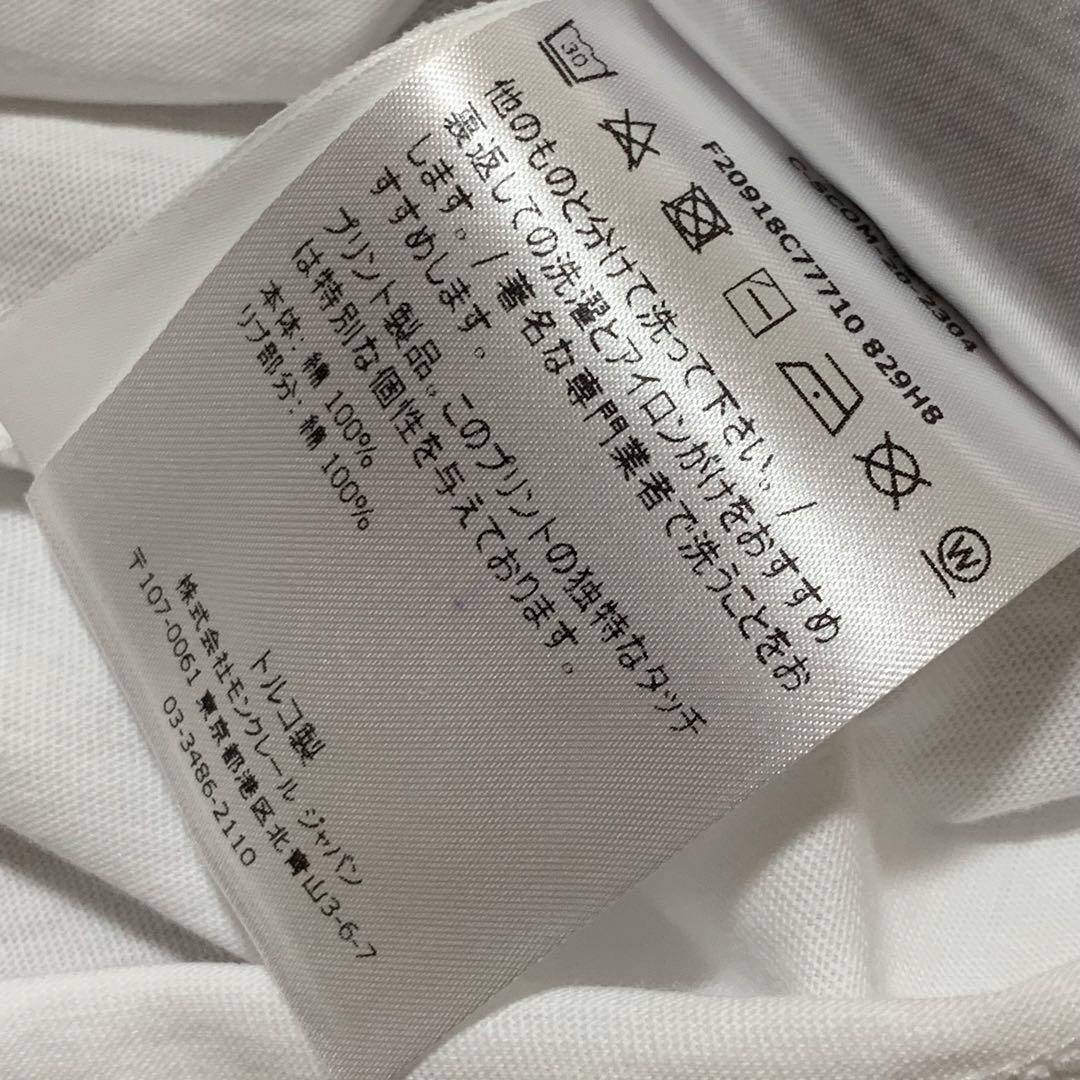 C-SCOM-20-2304
F20918C77710 829H8
30
W
他のものと分けて洗って下さい。/
裏返しての洗濯とアイロンがけをおすすめ
します。/ 著名な専門業者で洗うことをお
すすめします。
プリント製品。このプリントの独特なタッチ
は特別な個性を与えております。
本体: 綿 100%
リブ部分: 綿 100%
トルコ製
株式会社モンクレール ジャパン
〒107-0061 東京都港区北青山3-6-7
03-3486-2110